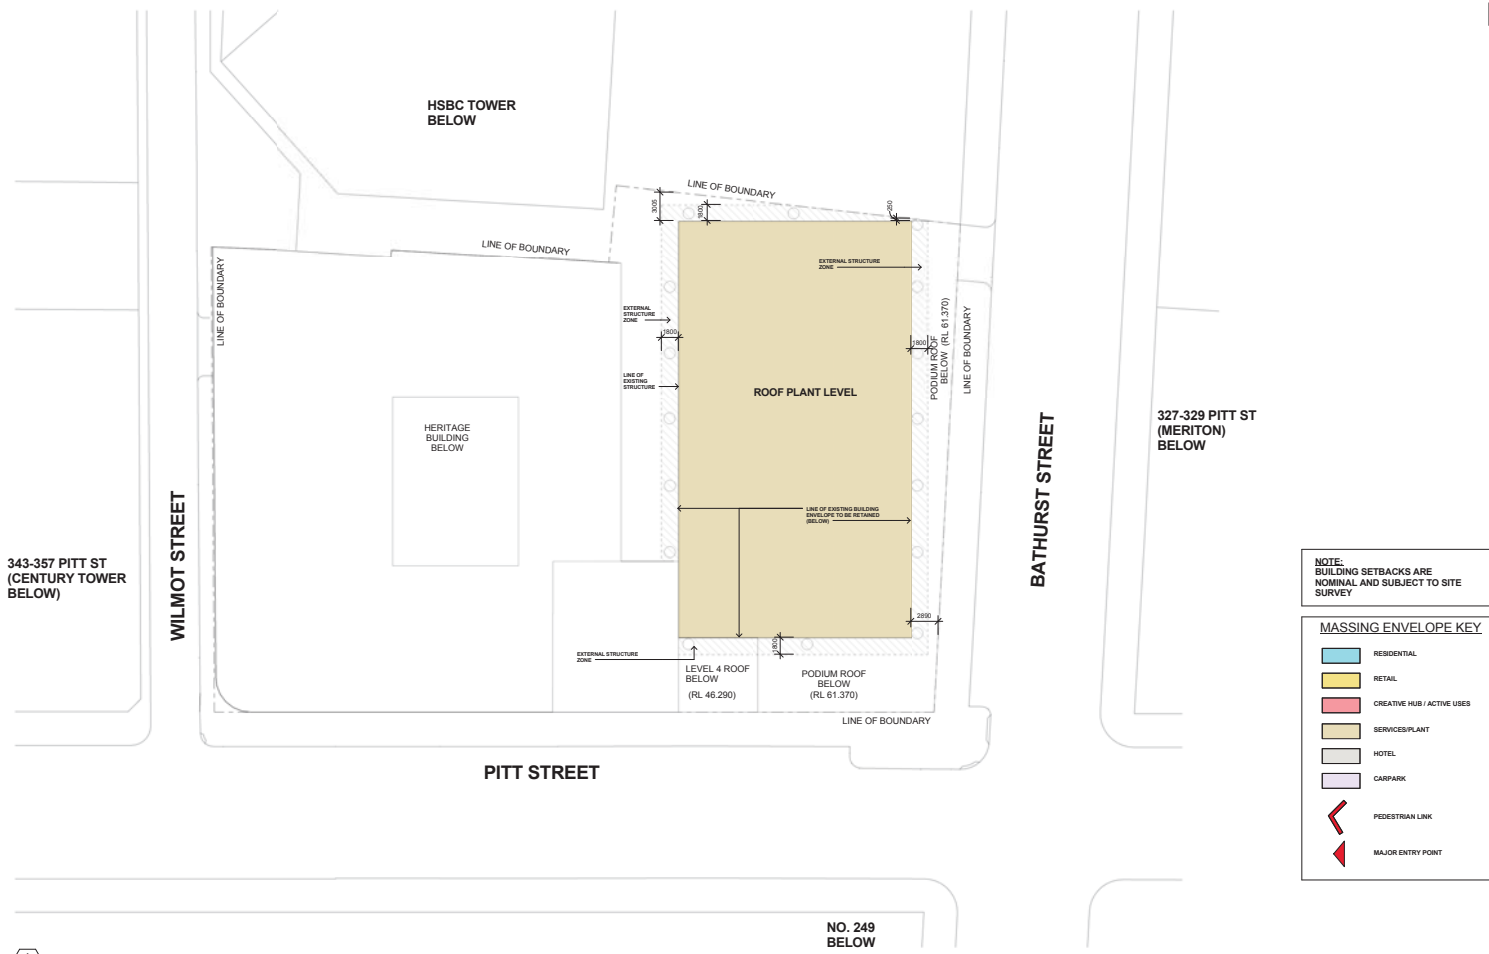 HSBC TOWER
BELOW
LINE OF BOUNDARY
3005
1800
250
LINE OF BOUNDARY
LINE OF BOUNDARY
EXTERNAL STRUCTURE
ZONE
EXTERNAL
STRUCTURE
ZONE
1800
1800
PODIUM ROOF
BELOW (RL 61.370)
LINE OF BOUNDARY
LINE OF
EXISTING
STRUCTURE
ROOF PLANT LEVEL
HERITAGE
BUILDING
BELOW
327-329 PITT ST
(MERITON)
BELOW
BATHURST STREET
WILMOT STREET
LINE OF EXISTING BUILDING
ENVELOPE TO BE RETAINED
(BELOW)
343-357 PITT ST
(CENTURY TOWER
BELOW)
2890
1800
EXTERNAL STRUCTURE
ZONE
LEVEL 4 ROOF
BELOW
(RL 46.290)
PODIUM ROOF
BELOW
(RL 61.370)
LINE OF BOUNDARY
PITT STREET
NO. 249
BELOW
NOTE:
BUILDING SETBACKS ARE
NOMINAL AND SUBJECT TO SITE
SURVEY
MASSING ENVELOPE KEY
RESIDENTIAL
RETAIL
CREATIVE HUB / ACTIVE USES
SERVICES/PLANT
HOTEL
CARPARK
PEDESTRIAN LINK
MAJOR ENTRY POINT